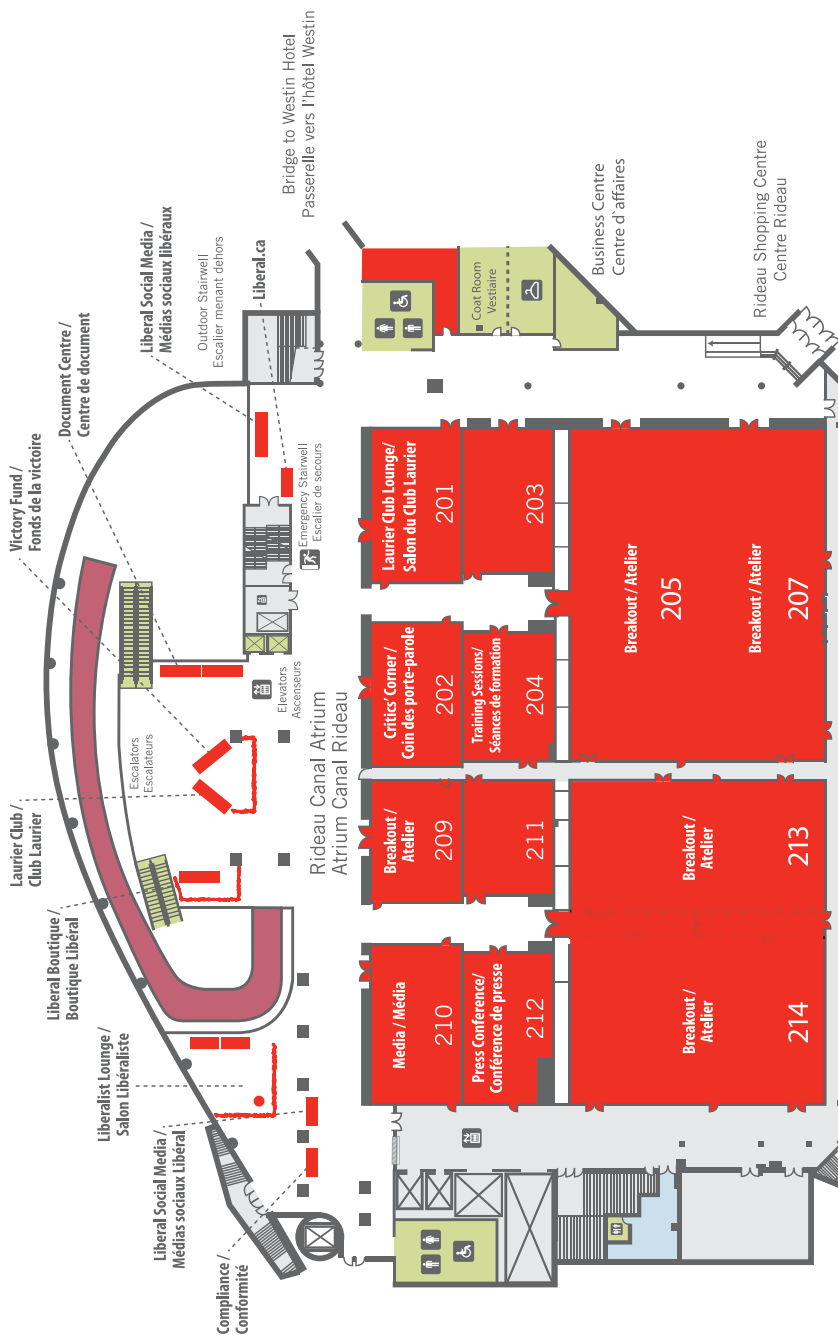 Compliance /
Conformité
Liberal Social Media /
Médias sociaux Libéral
Liberalist Lounge /
Salon Libéraliste
Liberal Boutique /
Boutique Libéral
Laurier Club /
Club Laurier
Victory Fund /
Fonds de la victoire
Document Centre /
Centre de document
Liberal Social Media /
Médias sociaux libéraux
Outdoor Stairwell
Escalier menant dehors
Liberal.ca
Bridge to Westin Hotel
Passerelle vers l'hôtel Westin
Escalators
Escalateurs
Elevators
Ascenseurs
Emergency Stairwell
Escalier de secours
Rideau Canal Atrium
Atrium Canal Rideau
Media / Média
210
Breakout /
Atelier
209
Critics' Corner /
Coin des porte-parole
202
Laurier Club Lounge/
Salon du Club Laurier
201
Press Conference/
Conférence de presse
212
211
Training Sessions/
Séances de formation
204
203
Coat Room
Vestiaire
Business Centre
Centre d`affaires
Breakout /
Atelier
214
Breakout /
Atelier
213
Breakout / Atelier
205
Breakout / Atelier
207
Rideau Shopping Centre
Centre Rideau